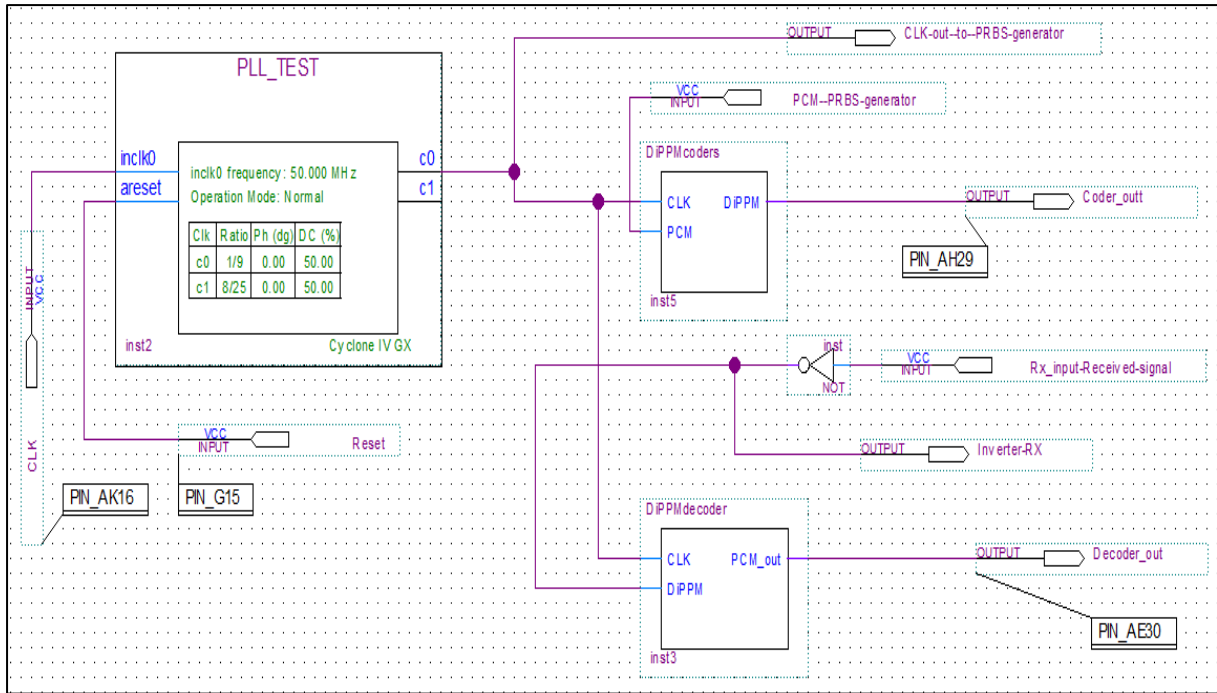 PLL_TEST
inclk0
areset
inclk0 frequency: 50.000 MHz
Operation Mode: Normal
Clk Ratio Ph (dg) DC (%)
c0 1/9 0.00 50.00
c1 8/25 0.00 50.00
c0
c1
inst2
Cyclone IV GX
INPUT
VCC
CLK
PIN_AK16
VCC
INPUT
Reset
PIN_G15
OUTPUT
CLK-out--to--PRBS-generator
VCC
INPUT
PCM--PRBS-generator
DiPPMcoders
CLK
DiPPM
PCM
inst5
OUTPUT
Coder_outt
PIN_AH29
inst
NOT
VCC
INPUT
Rx_input-Received-signal
OUTPUT
Inverter-RX
DiPPMdecoder
CLK
PCM_out
DiPPM
inst3
OUTPUT
Decoder_out
PIN_AE30